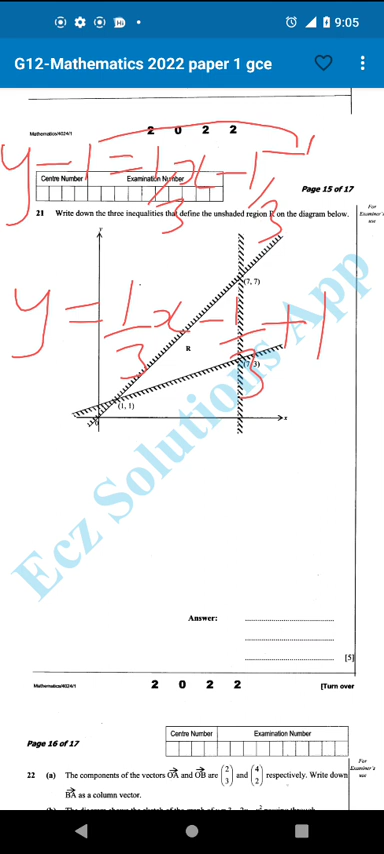 9:05
G12-Mathematics 2022 paper 1 gce
Mathematics/4024/1
2 0 2 2
y - 1 = 1/3 x - 1/3
Centre Number Examination Number
Page 15 of 17
For
Examiner's
use
21 Write down the three inequalities that define the unshaded region R on the diagram below.
y
(7, 7)
y = 1/3 x - 1/3 + 1
R
(7, 3)
(1, 1)
0
x
Ecz Solutions App
Answer:
[5]
Mathematics/4024/1
2 0 2 2
[Turn over
Centre Number Examination Number
Page 16 of 17
For
Examiner's
use
22 (a) The components of the vectors OA and OB are (2 3) and (4 2) respectively. Write down
BA as a column vector.